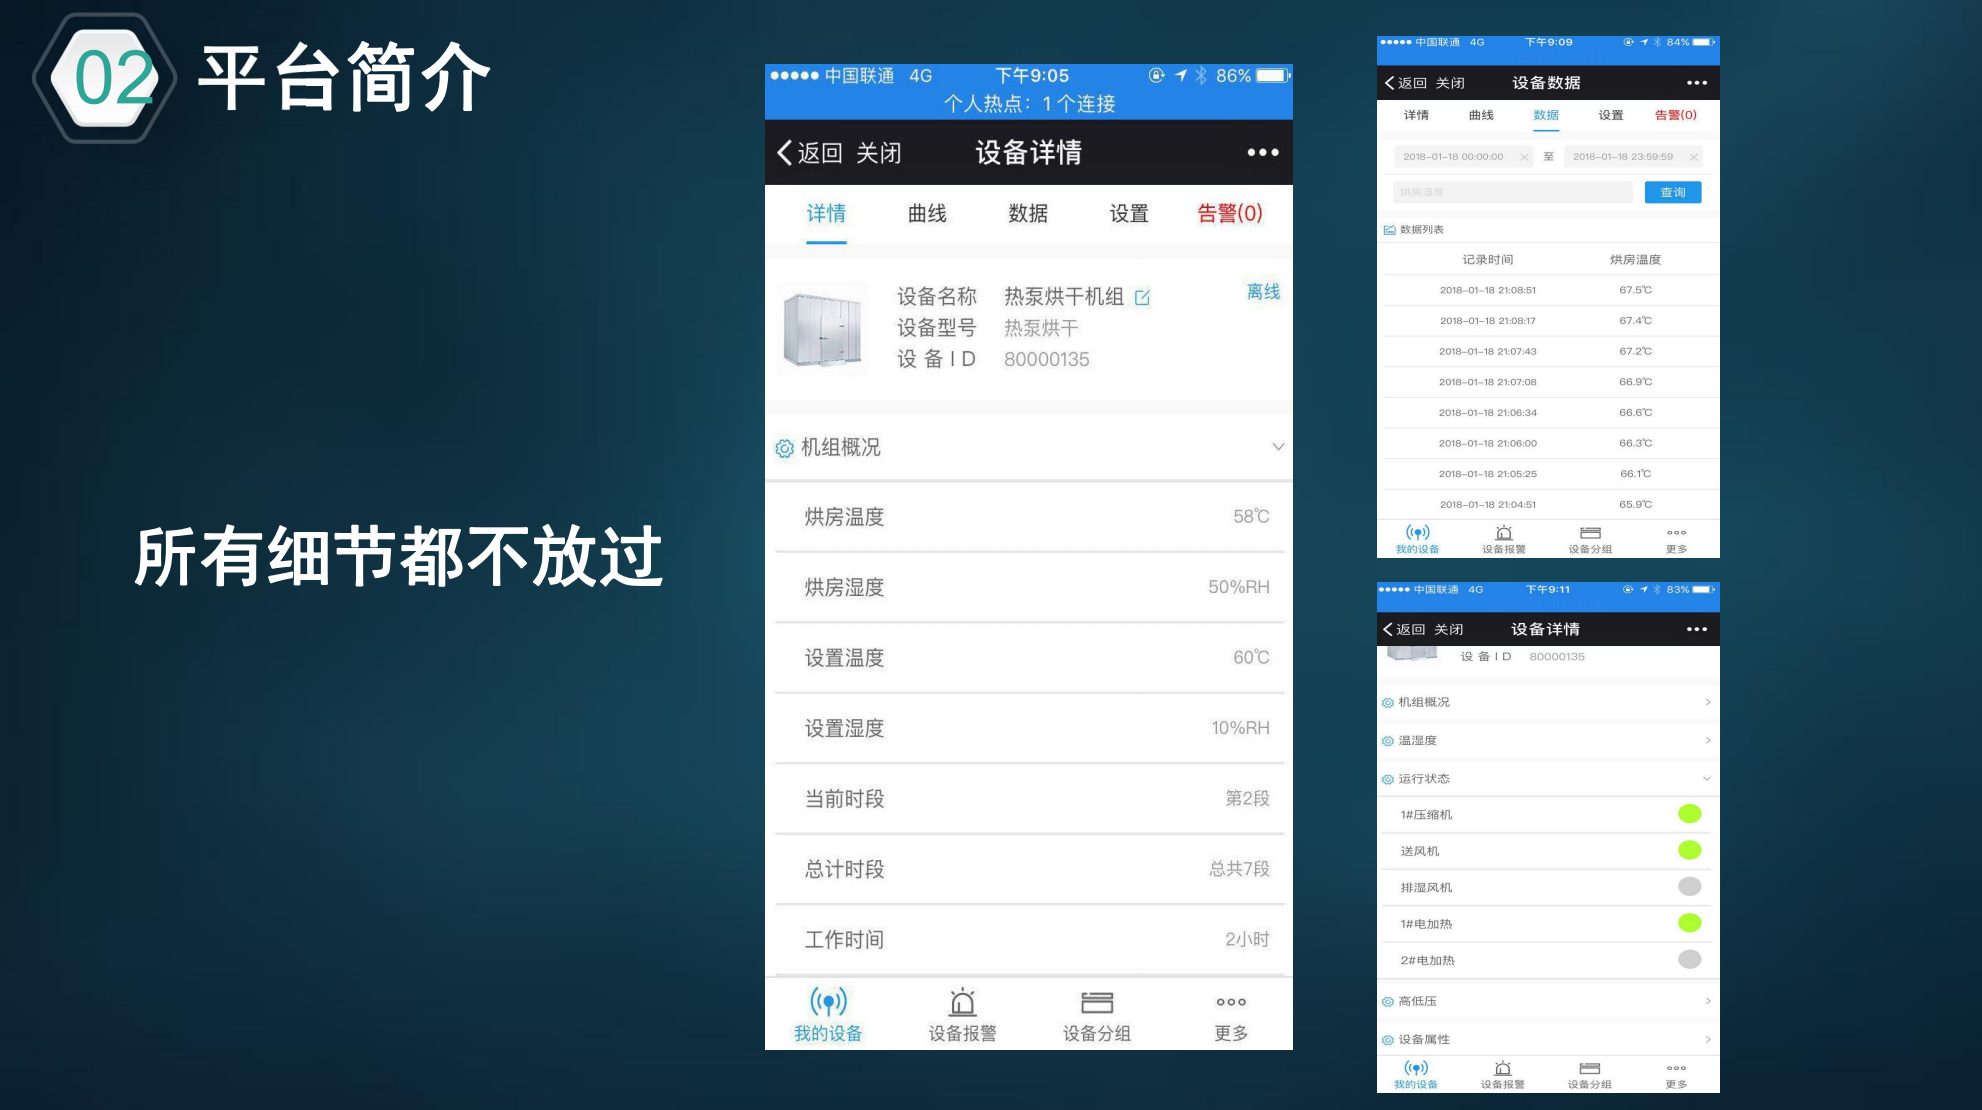 02 平台简介
所有细节都不放过
中国联通 4G 下午9:05 86%
个人热点：1个连接
返回 关闭 设备详情
详情 曲线 数据 设置 告警(0)
设备名称 热泵烘干机组 离线
设备型号 热泵烘干
设备ID 80000135
机组概况
烘房温度 58℃
烘房湿度 50%RH
设置温度 60℃
设置湿度 10%RH
当前时段 第2段
总计时段 总共7段
工作时间 2小时
我的设备 设备报警 设备分组 更多
中国联通 4G 下午9:09 84%
返回 关闭 设备数据
详情 曲线 数据 设置 告警(0)
2018-01-18 00:00:00 × 至 2018-01-18 23:59:59 ×
烘房温度 查询
数据列表
记录时间 烘房温度
2018-01-18 21:08:51 67.5℃
2018-01-18 21:08:17 67.4℃
2018-01-18 21:07:43 67.2℃
2018-01-18 21:07:08 66.9℃
2018-01-18 21:06:34 66.6℃
2018-01-18 21:06:00 66.3℃
2018-01-18 21:05:25 66.1℃
2018-01-18 21:04:51 65.9℃
我的设备 设备报警 设备分组 更多
中国联通 4G 下午9:11 83%
返回 关闭 设备详情
设备ID 80000135
机组概况
温湿度
运行状态
1#压缩机
送风机
排湿风机
1#电加热
2#电加热
高低压
设备属性
我的设备 设备报警 设备分组 更多